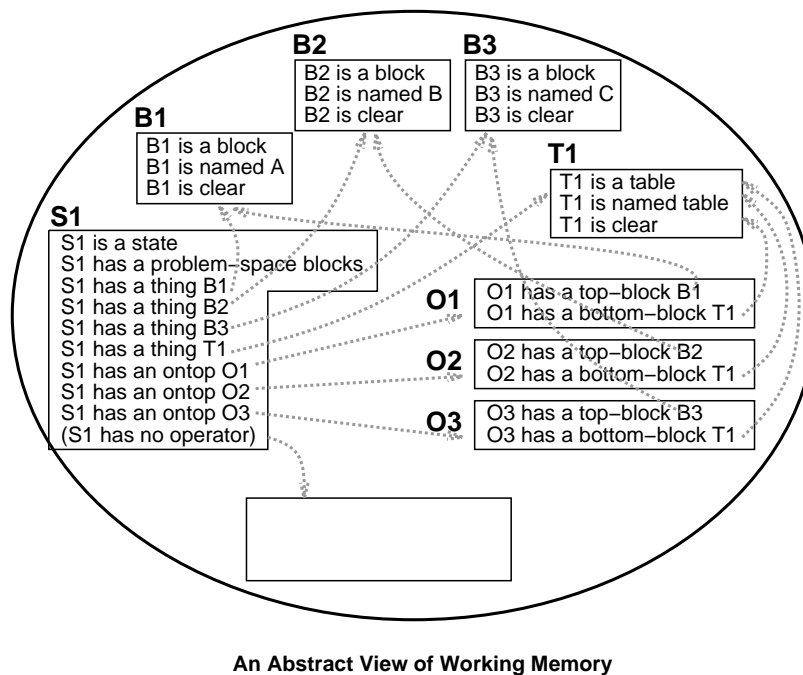 B2
B2 is a block
B2 is named B
B2 is clear
B3
B3 is a block
B3 is named C
B3 is clear
B1
B1 is a block
B1 is named A
B1 is clear
T1
T1 is a table
T1 is named table
T1 is clear
S1
S1 is a state
S1 has a problem−space blocks
S1 has a thing B1
S1 has a thing B2
S1 has a thing B3
S1 has a thing T1
S1 has an ontop O1
S1 has an ontop O2
S1 has an ontop O3
(S1 has no operator)
O1
O1 has a top−block B1
O1 has a bottom−block T1
O2
O2 has a top−block B2
O2 has a bottom−block T1
O3
O3 has a top−block B3
O3 has a bottom−block T1
An Abstract View of Working Memory